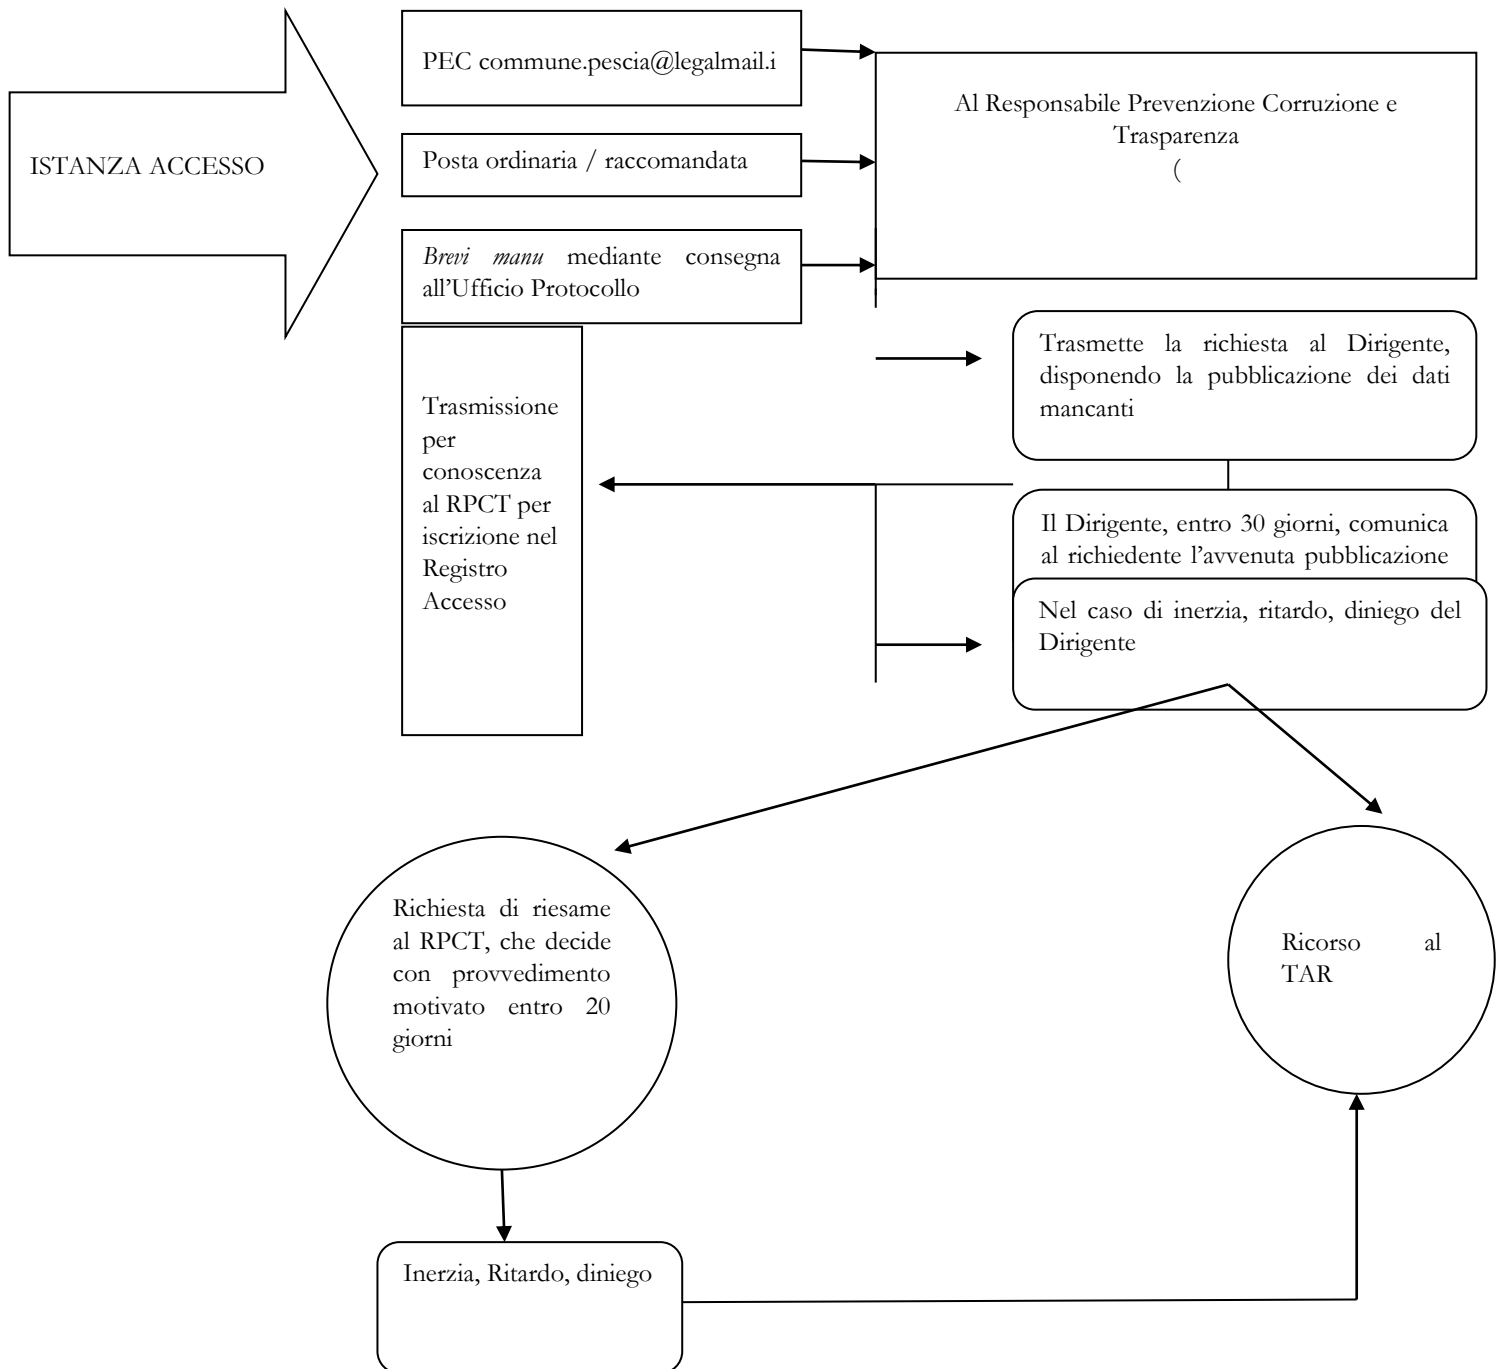 ISTANZA ACCESSO
PEC commune.pescia@legalmail.i
Posta ordinaria / raccomandata
Brevi manu mediante consegna
all’Ufficio Protocollo
Al Responsabile Prevenzione Corruzione e
Trasparenza
(
Trasmette la richiesta al Dirigente,
disponendo la pubblicazione dei dati
mancanti
Trasmissione
per
conoscenza
al RPCT per
iscrizione nel
Registro
Accesso
Il Dirigente, entro 30 giorni, comunica
al richiedente l’avvenuta pubblicazione
Nel caso di inerzia, ritardo, diniego del
Dirigente
Richiesta di riesame
al RPCT, che decide
con provvedimento
motivato entro 20
giorni
Ricorso al
TAR
Inerzia, Ritardo, diniego